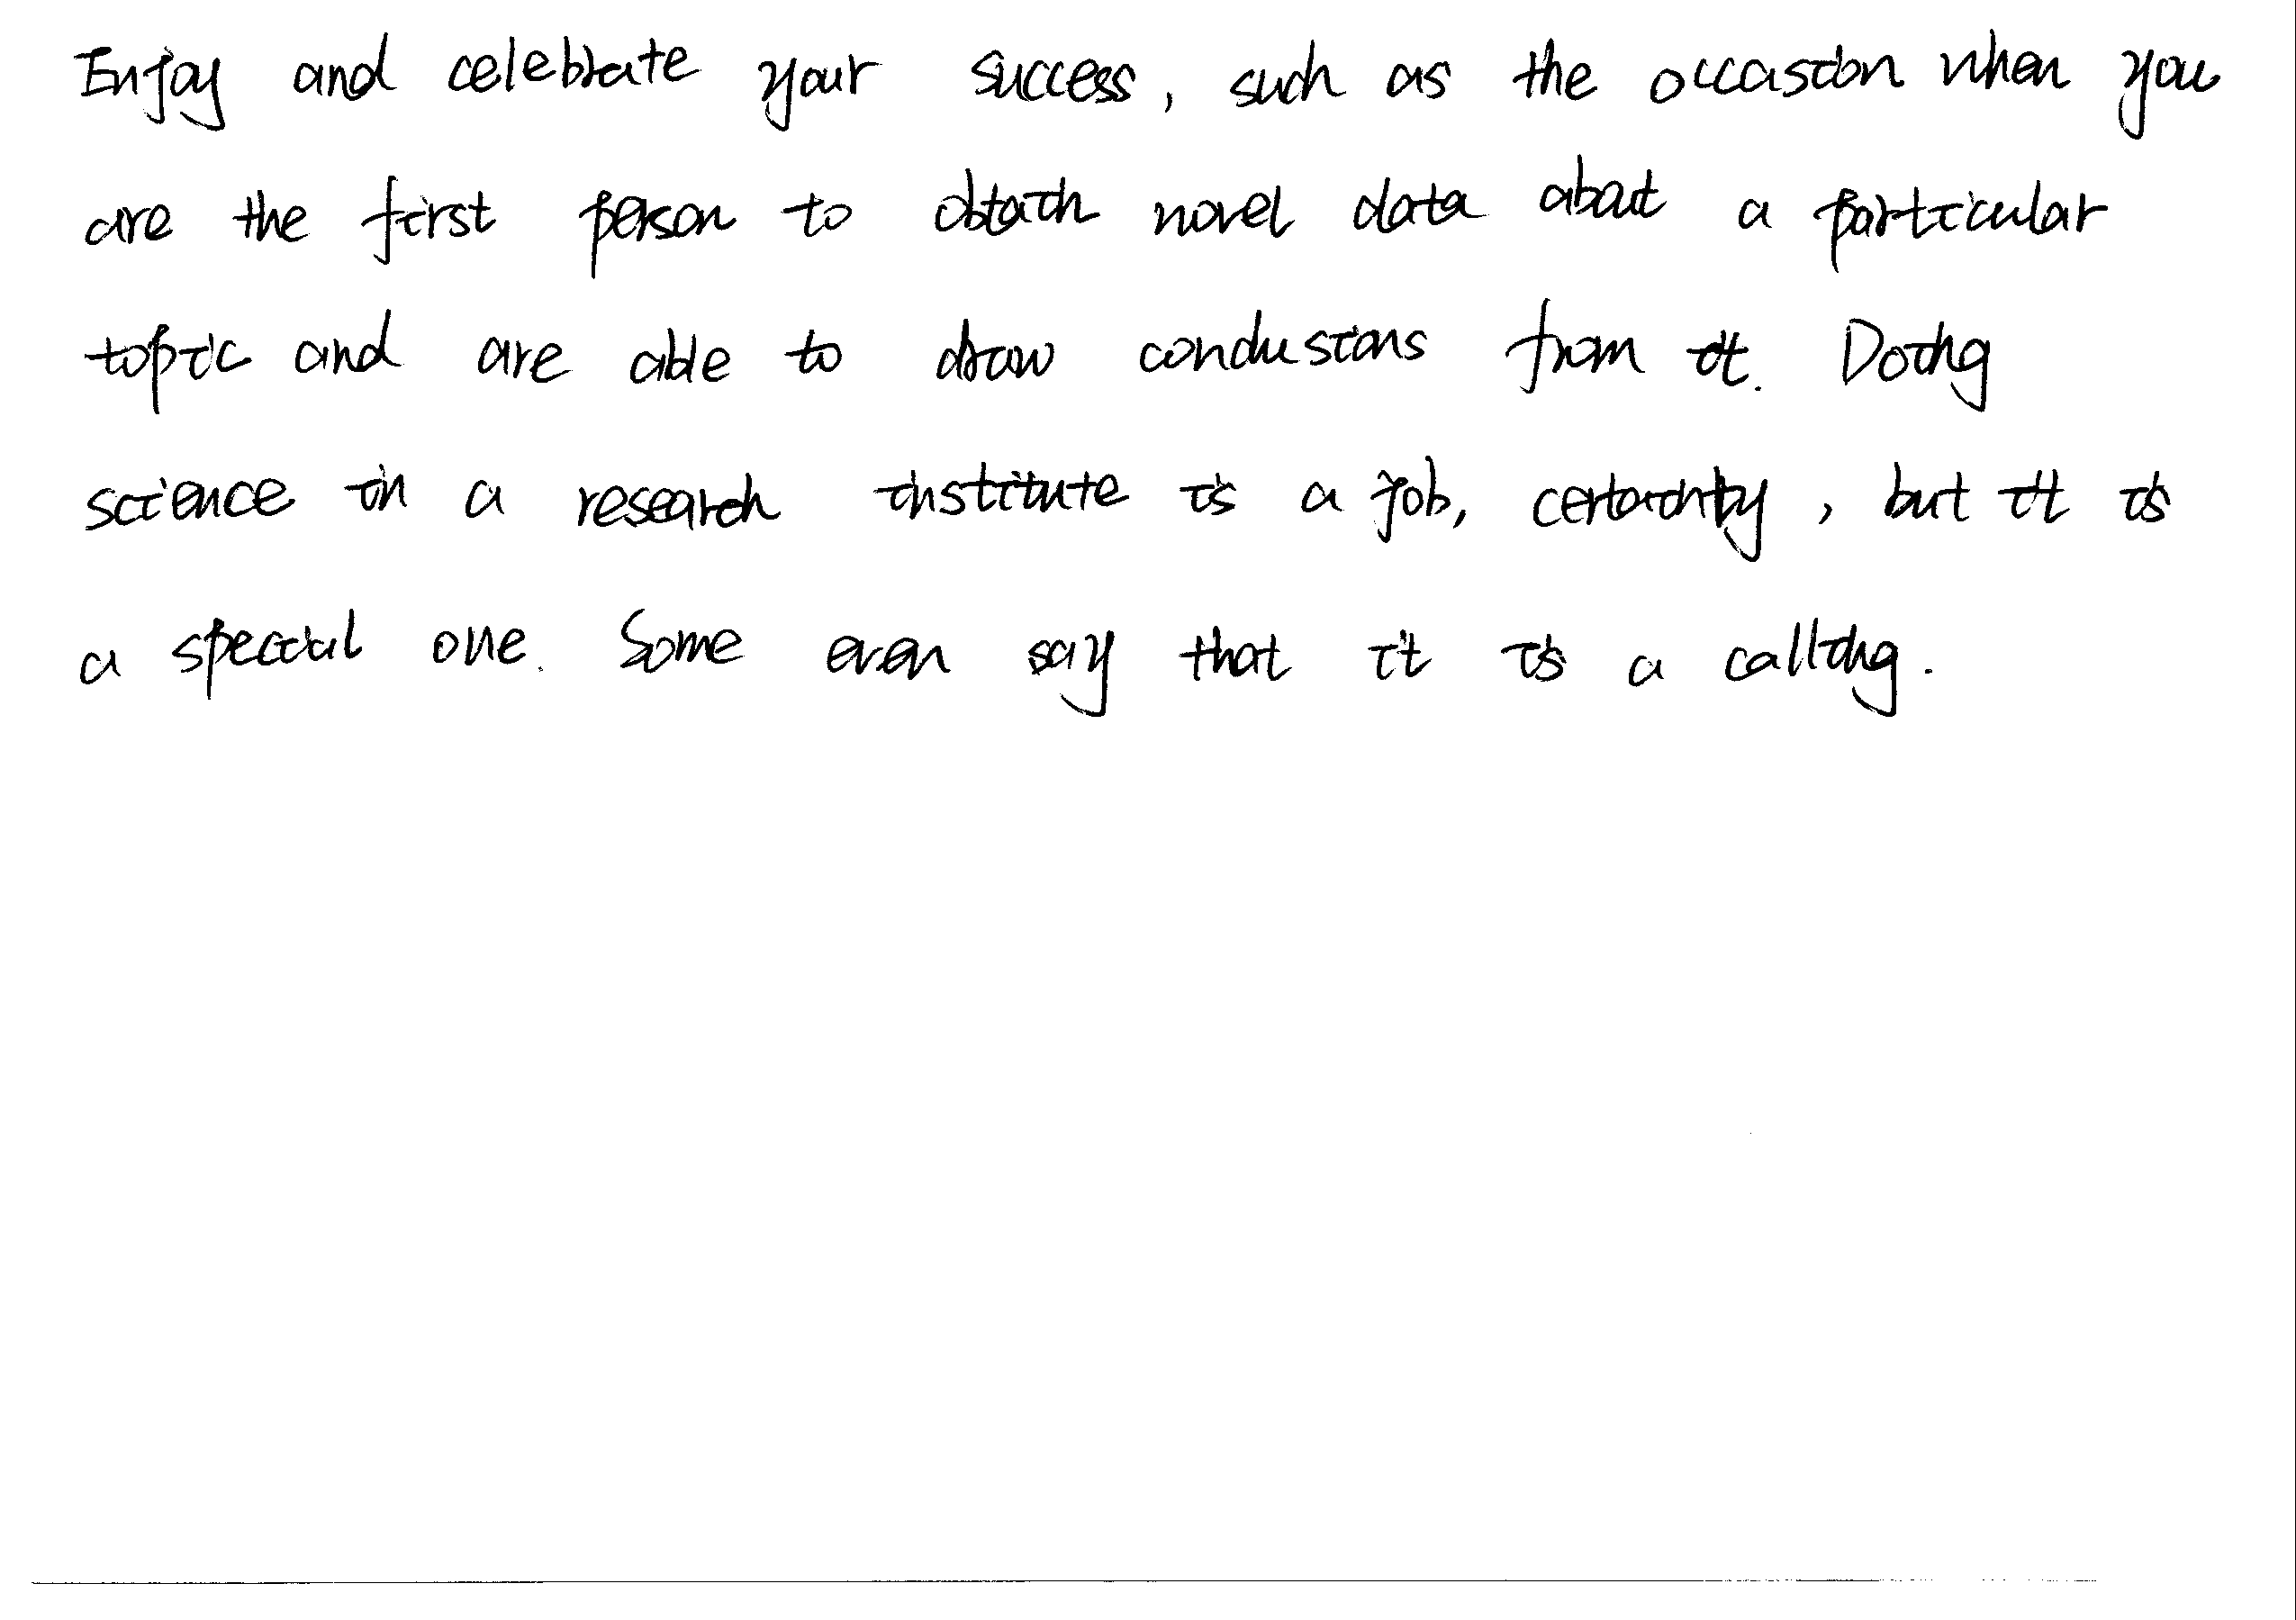 Enjoy and celebrate your success, such as the occasion when you
are the first person to obtain novel data about a particular
topic and are able to draw conclusions from it. Doing
science in a research institute is a job, certainty, but it is
a special one. Some even say that it is a calling.